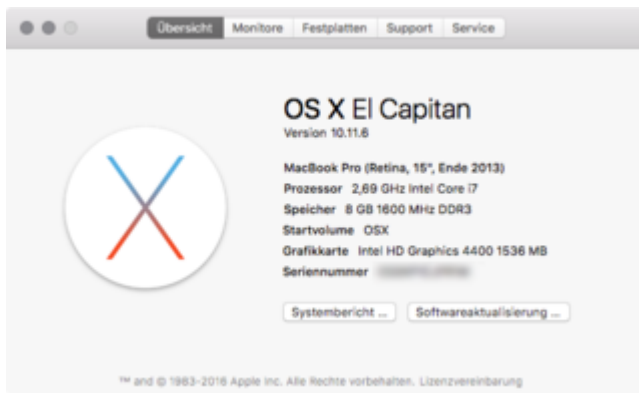 Übersicht Monitore Festplatten Support Service
OS X El Capitan
Version 10.11.6
MacBook Pro (Retina, 15", Ende 2013)
Prozessor 2,69 GHz Intel Core i7
Speicher 8 GB 1600 MHz DDR3
Startvolume OSX
Grafikkarte Intel HD Graphics 4400 1536 MB
Seriennummer
Systembericht ... Softwareaktualisierung ...
™ and © 1983-2016 Apple Inc. Alle Rechte vorbehalten. Lizenzvereinbarung